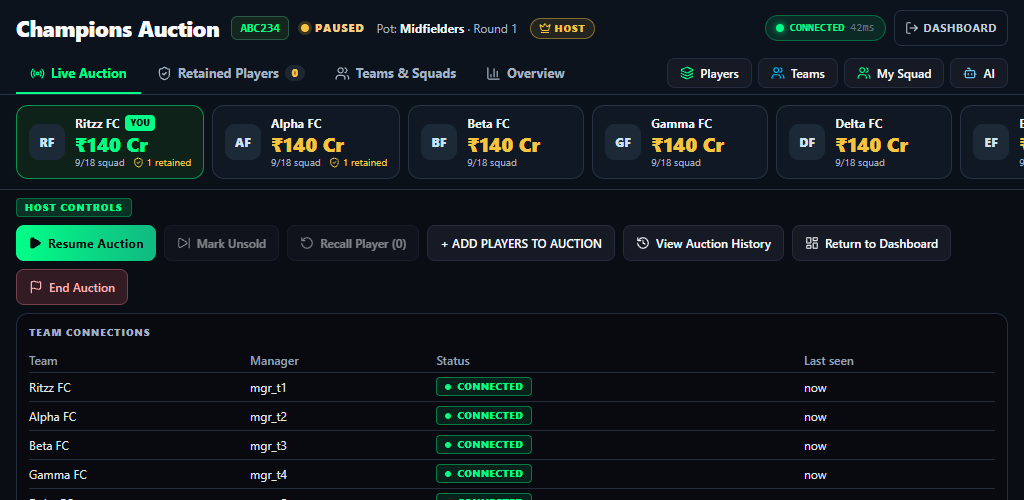 Champions Auction ABC234 PAUSED Pot: Midfielders · Round 1 HOST CONNECTED 42ms DASHBOARD
Live Auction Retained Players 0 Teams & Squads Overview Players Teams My Squad AI
RF Ritzz FC YOU ₹140 Cr 9/18 squad 1 retained
AF Alpha FC ₹140 Cr 9/18 squad 1 retained
BF Beta FC ₹140 Cr 9/18 squad
GF Gamma FC ₹140 Cr 9/18 squad
DF Delta FC ₹140 Cr 9/18 squad
EF
HOST CONTROLS
Resume Auction Mark Unsold Recall Player (0) + ADD PLAYERS TO AUCTION View Auction History Return to Dashboard
End Auction
TEAM CONNECTIONS
Team Manager Status Last seen
Ritzz FC mgr_t1 CONNECTED now
Alpha FC mgr_t2 CONNECTED now
Beta FC mgr_t3 CONNECTED now
Gamma FC mgr_t4 CONNECTED now